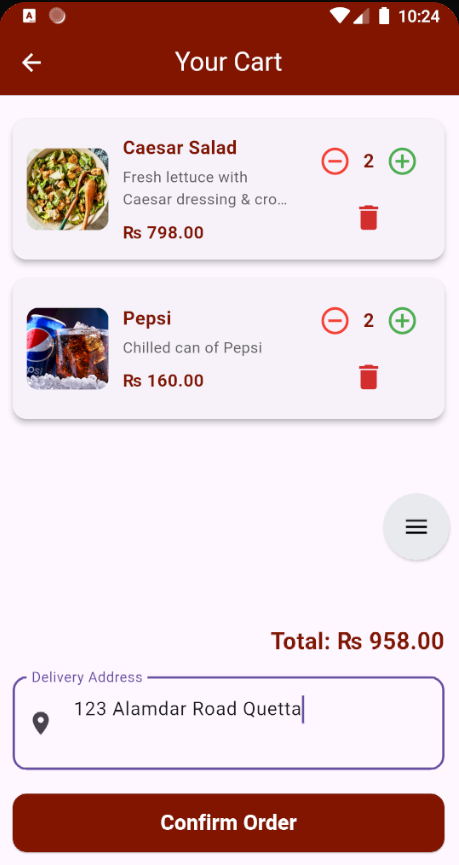 10:24
Your Cart
Caesar Salad
Fresh lettuce with
Caesar dressing & cro...
₨ 798.00
2
Pepsi
Chilled can of Pepsi
₨ 160.00
2
Total: ₨ 958.00
Delivery Address
123 Alamdar Road Quetta
Confirm Order